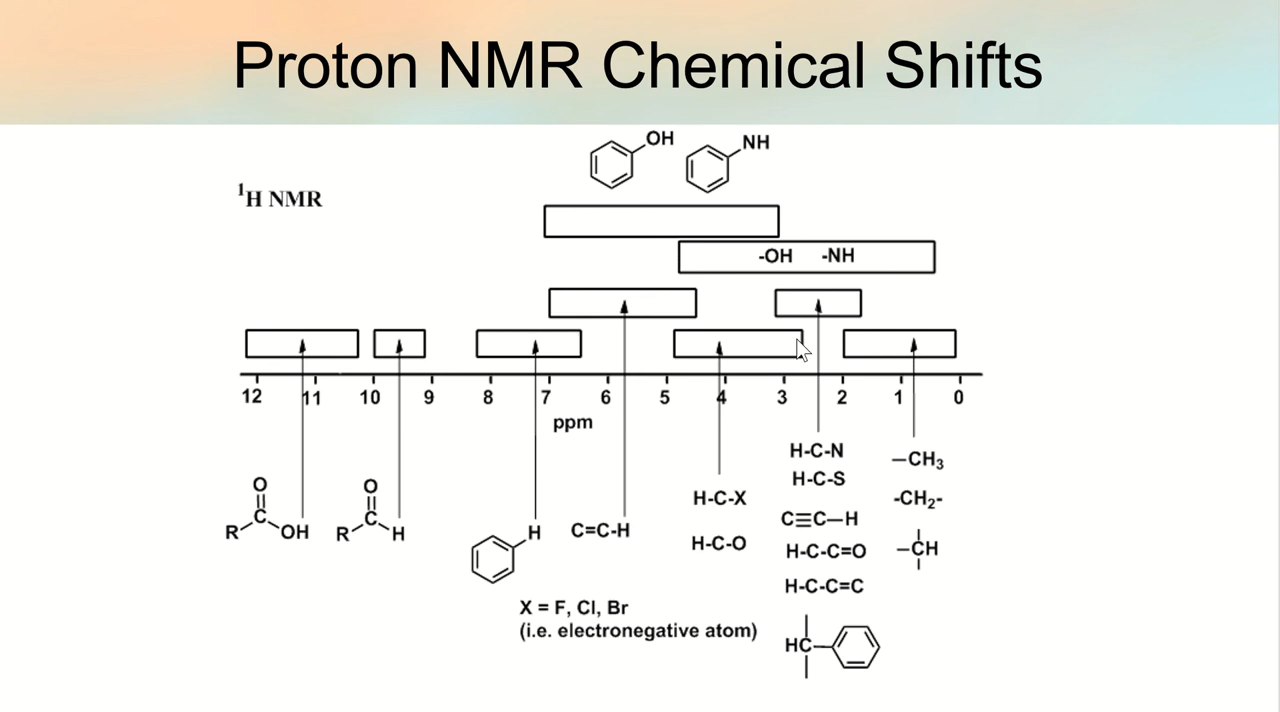 Proton NMR Chemical Shifts
OH
NH
¹H NMR
-OH -NH
12 11 10 9 8 7 6 5 4 3 2 1 0
ppm
H-C-N
–CH₃
H-C-S
O
O
H-C-X
-CH₂-
C
C
C≡C–H
R
OH
R
H
H
C=C-H
H-C-O
H-C-C=O
–CH
H-C-C=C
X = F, Cl, Br
(i.e. electronegative atom)
HC